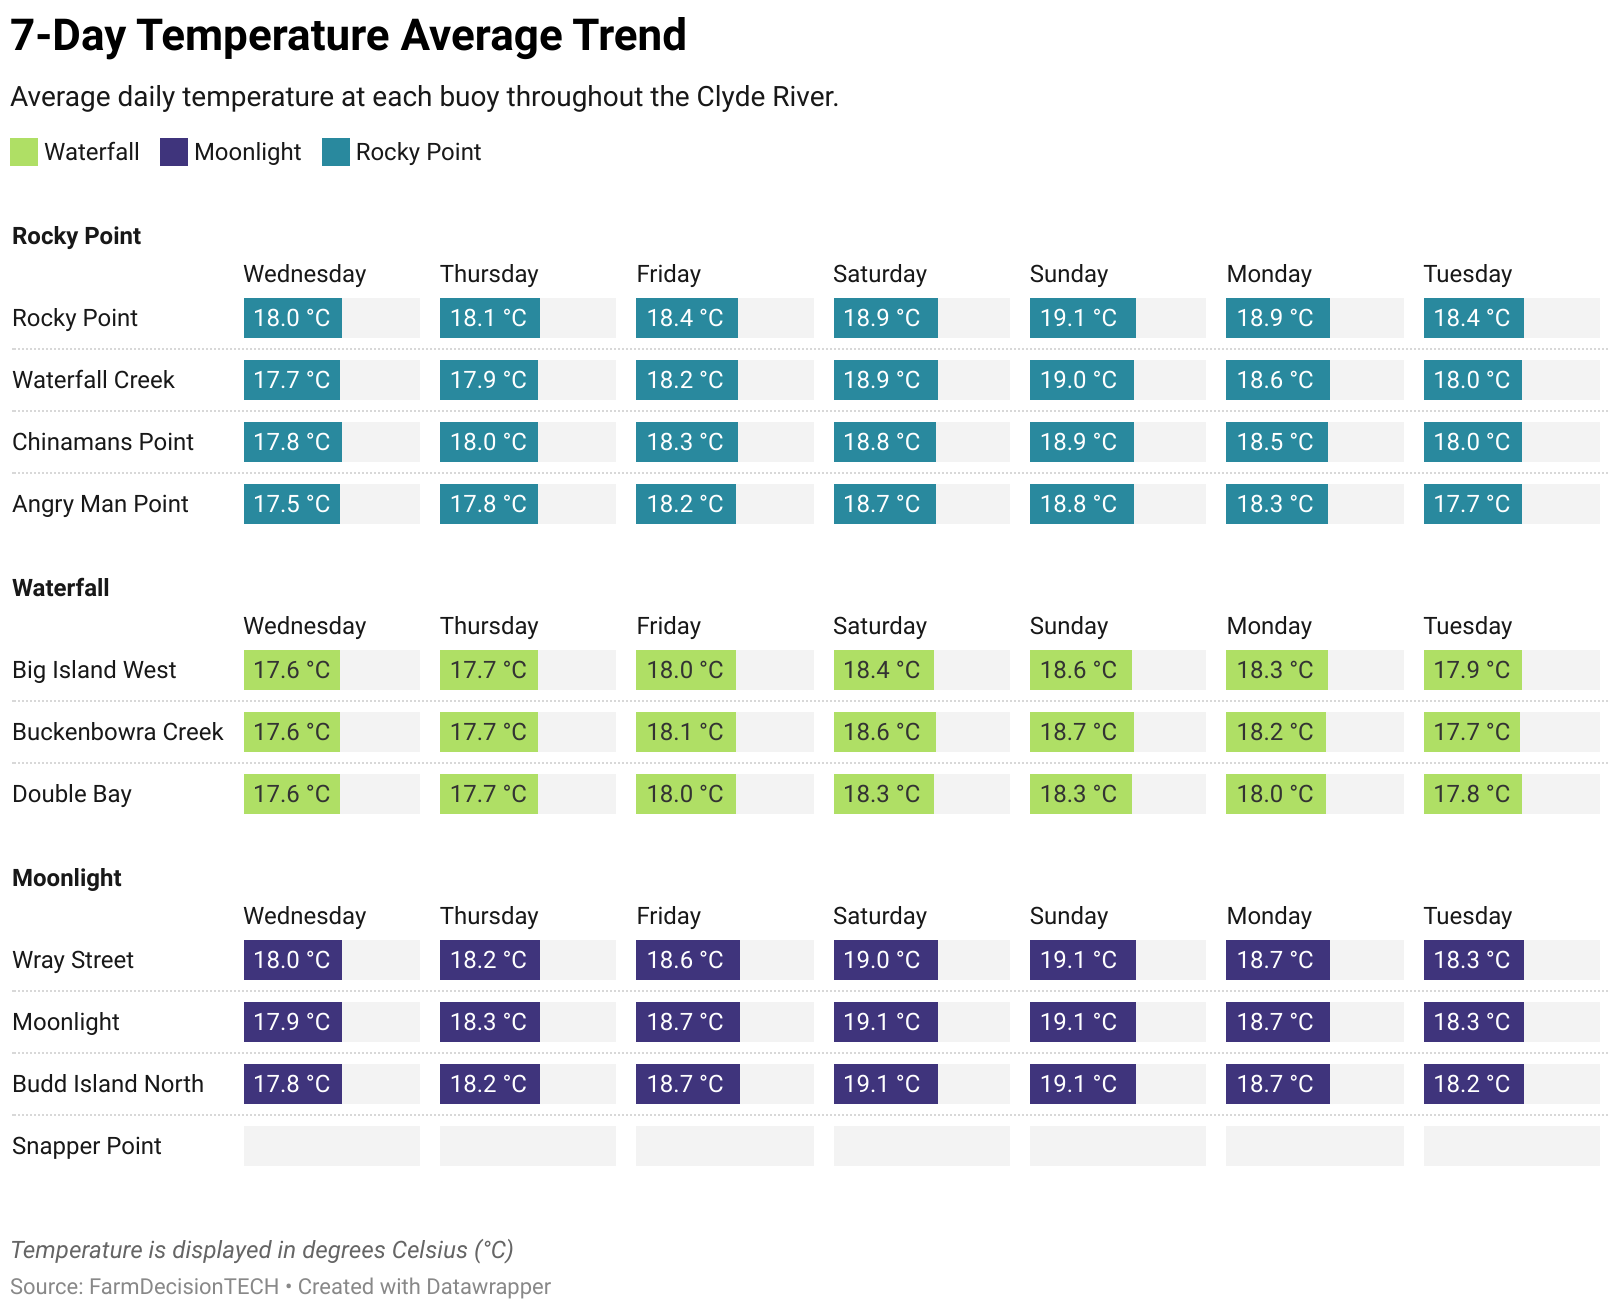 7-Day Temperature Average Trend
Average daily temperature at each buoy throughout the Clyde River.
Waterfall Moonlight Rocky Point
Rocky Point
Wednesday Thursday Friday Saturday Sunday Monday Tuesday
Rocky Point 18.0 °C 18.1 °C 18.4 °C 18.9 °C 19.1 °C 18.9 °C 18.4 °C
Waterfall Creek 17.7 °C 17.9 °C 18.2 °C 18.9 °C 19.0 °C 18.6 °C 18.0 °C
Chinamans Point 17.8 °C 18.0 °C 18.3 °C 18.8 °C 18.9 °C 18.5 °C 18.0 °C
Angry Man Point 17.5 °C 17.8 °C 18.2 °C 18.7 °C 18.8 °C 18.3 °C 17.7 °C
Waterfall
Wednesday Thursday Friday Saturday Sunday Monday Tuesday
Big Island West 17.6 °C 17.7 °C 18.0 °C 18.4 °C 18.6 °C 18.3 °C 17.9 °C
Buckenbowra Creek 17.6 °C 17.7 °C 18.1 °C 18.6 °C 18.7 °C 18.2 °C 17.7 °C
Double Bay 17.6 °C 17.7 °C 18.0 °C 18.3 °C 18.3 °C 18.0 °C 17.8 °C
Moonlight
Wednesday Thursday Friday Saturday Sunday Monday Tuesday
Wray Street 18.0 °C 18.2 °C 18.6 °C 19.0 °C 19.1 °C 18.7 °C 18.3 °C
Moonlight 17.9 °C 18.3 °C 18.7 °C 19.1 °C 19.1 °C 18.7 °C 18.3 °C
Budd Island North 17.8 °C 18.2 °C 18.7 °C 19.1 °C 19.1 °C 18.7 °C 18.2 °C
Snapper Point
Temperature is displayed in degrees Celsius (°C)
Source: FarmDecisionTECH • Created with Datawrapper